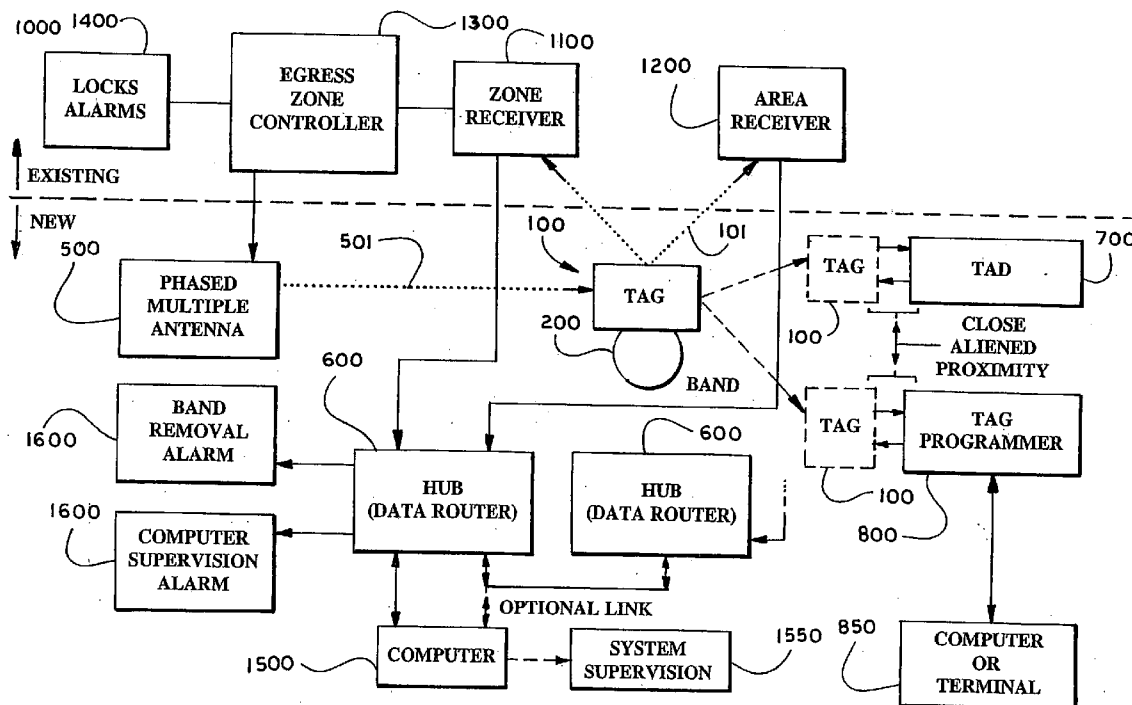 1000
1400
1300
1100
1200
LOCKS
ALARMS
EGRESS
ZONE
CONTROLLER
ZONE
RECEIVER
AREA
RECEIVER
EXISTING
NEW
500
PHASED
MULTIPLE
ANTENNA
501
100
101
TAG
200
BAND
TAG
100
TAD
700
CLOSE
ALIENED
PROXIMITY
TAG
100
TAG
PROGRAMMER
800
600
600
BAND
REMOVAL
ALARM
1600
HUB
(DATA ROUTER)
HUB
(DATA ROUTER)
1600
COMPUTER
SUPERVISION
ALARM
OPTIONAL LINK
COMPUTER
1500
SYSTEM
SUPERVISION
1550
COMPUTER
OR
TERMINAL
850